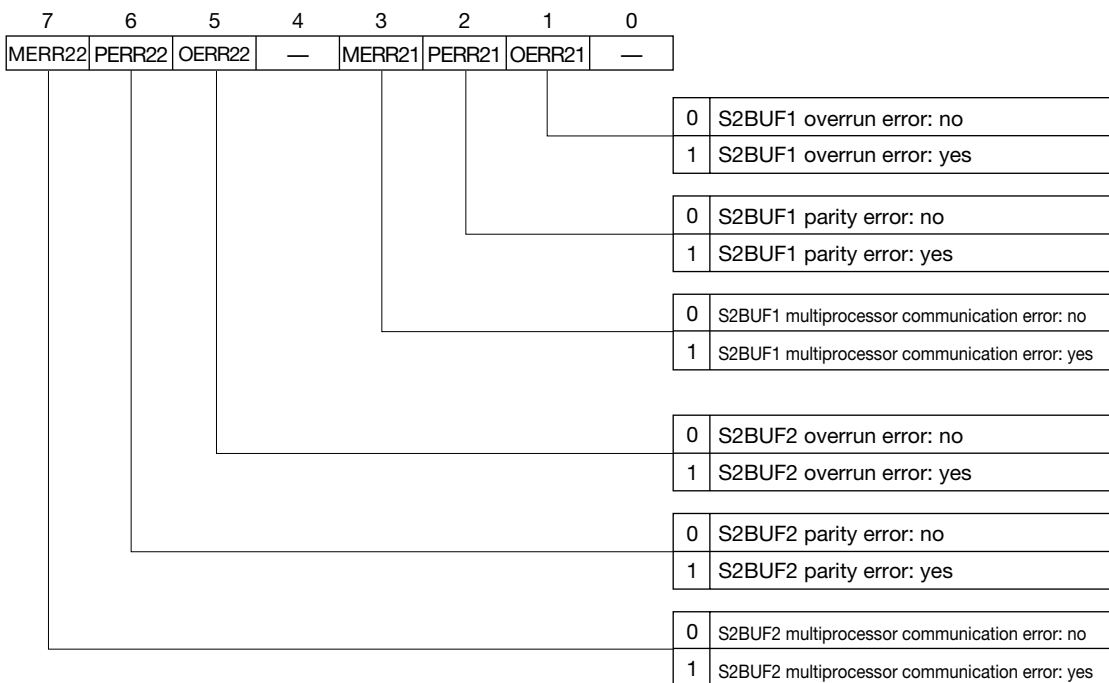 7 6 5 4 3 2 1 0
MERR22 PERR22 OERR22 — MERR21 PERR21 OERR21 —
0 S2BUF1 overrun error: no
1 S2BUF1 overrun error: yes
0 S2BUF1 parity error: no
1 S2BUF1 parity error: yes
0 S2BUF1 multiprocessor communication error: no
1 S2BUF1 multiprocessor communication error: yes
0 S2BUF2 overrun error: no
1 S2BUF2 overrun error: yes
0 S2BUF2 parity error: no
1 S2BUF2 parity error: yes
0 S2BUF2 multiprocessor communication error: no
1 S2BUF2 multiprocessor communication error: yes